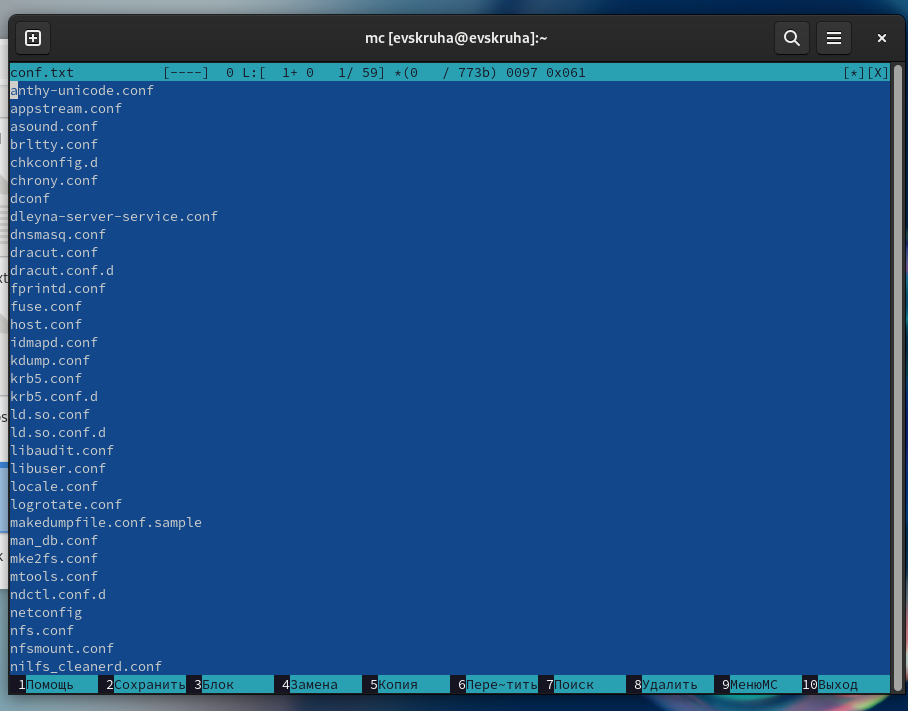 mc [evskruha@evskruha]:~
conf.txt [----] 0 L:[ 1+ 0 1/ 59] *(0 / 773b) 0097 0x061 [*][X]
anthy-unicode.conf
appstream.conf
asound.conf
brltty.conf
chkconfig.d
chrony.conf
dconf
dleyna-server-service.conf
dnsmasq.conf
dracut.conf
dracut.conf.d
fprintd.conf
fuse.conf
host.conf
idmapd.conf
kdump.conf
krb5.conf
krb5.conf.d
ld.so.conf
ld.so.conf.d
libaudit.conf
libuser.conf
locale.conf
logrotate.conf
makedumpfile.conf.sample
man_db.conf
mke2fs.conf
mtools.conf
ndctl.conf.d
netconfig
nfs.conf
nfsmount.conf
nilfs_cleanerd.conf
1Помощь 2Сохранить 3Блок 4Замена 5Копия 6Пере~тить 7Поиск 8Удалить 9МенюMC 10Выход